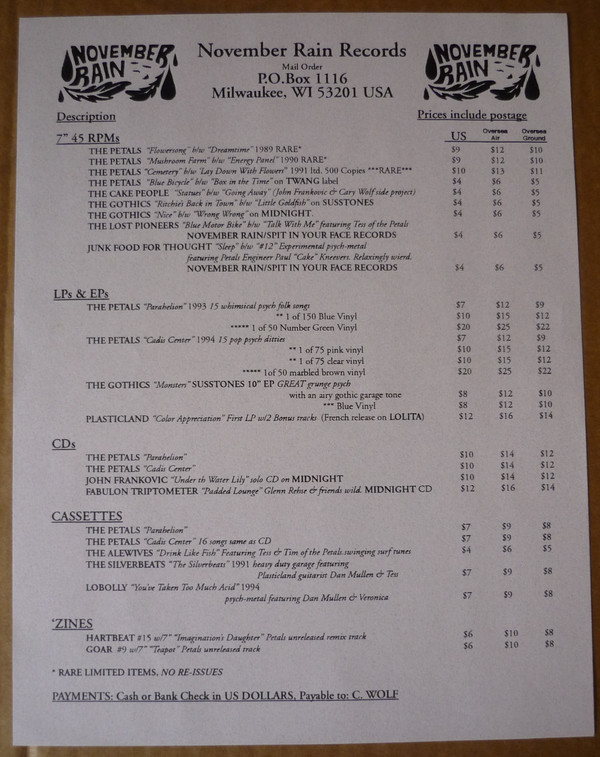 NOVEMBER RAIN
November Rain Records
NOVEMBER RAIN
Mail Order
P.O.Box 1116
Milwaukee, WI 53201 USA
Description Prices include postage
7" 45 RPMs US Oversea Air Oversea Ground
THE PETALS "Flowersong" b/w "Dreamtime" 1989 RARE* $9 $12 $10
THE PETALS "Mushroom Farm" b/w "Energy Panel" 1990 RARE* $9 $12 $10
THE PETALS "Cemetery" b/w "Lay Down With Flowers" 1991 ltd. 500 Copies ***RARE*** $10 $13 $11
THE PETALS "Blue Bicycle" b/w "Box in the Time" on TWANG label $4 $6 $5
THE CAKE PEOPLE "Statues" b/w "Going Away" (John Frankovic & Cary Wolf side project) $4 $6 $5
THE GOTHICS "Ritchie's Back in Town" b/w "Little Goldfish" on SUSSTONES $4 $6 $5
THE GOTHICS "Nice" b/w "Wrong Wrong" on MIDNIGHT. $4 $6 $5
THE LOST PIONEERS "Blue Motor Bike" b/w "Talk With Me" featuring Tess of the Petals
NOVEMBER RAIN/SPIT IN YOUR FACE RECORDS $4 $6 $5
JUNK FOOD FOR THOUGHT "Sleep" b/w "#12" Experimental psych-metal
featuring Petals Engineer Paul "Cake" Kneevers. Relaxingly wierd.
NOVEMBER RAIN/SPIT IN YOUR FACE RECORDS $4 $6 $5
LPs & EPs
THE PETALS "Parahelion" 1993 15 whimsical psych folk songs $7 $12 $9
** 1 of 150 Blue Vinyl $10 $15 $12
***** 1 of 50 Number Green Vinyl $20 $25 $22
THE PETALS "Cadis Center" 1994 15 pop psych ditties $7 $12 $9
** 1 of 75 pink vinyl $10 $15 $12
** 1 of 75 clear vinyl $10 $15 $12
***** 1of 50 marbled brown vinyl $20 $25 $22
THE GOTHICS "Monsters" SUSSTONES 10" EP GREAT grunge psych
with an airy gothic garage tone $8 $12 $10
*** Blue Vinyl $8 $12 $10
PLASTICLAND "Color Appreciation" First LP w/2 Bonus tracks (French release on LOLITA) $12 $16 $14
CDs
THE PETALS "Parahelion" $10 $14 $12
THE PETALS "Cadis Center" $10 $14 $12
JOHN FRANKOVIC "Under th Water Lily" solo CD on MIDNIGHT $10 $14 $12
FABULON TRIPTOMETER "Padded Lounge" Glenn Rehse & friends wild. MIDNIGHT CD $12 $16 $14
CASSETTES
THE PETALS "Parahelion" $7 $9 $8
THE PETALS "Cadis Center" 16 songs same as CD $7 $9 $8
THE ALEWIVES "Drink Like Fish" Featuring Tess & Tim of the Petals.swinging surf tunes $4 $6 $5
THE SILVERBEATS "The Silverbeats" 1991 heavy duty garage featuring
Plasticland guitarist Dan Mullen & Tess $7 $9 $8
LOBOLLY "You've Taken Too Much Acid" 1994
psych-metal featuring Dan Mullen & Veronica $7 $9 $8
'ZINES
HARTBEAT #15 w/7" "Imagination's Daughter" Petals unreleased remix track $6 $10 $8
GOAR #9 w/7" "Teapot" Petals unreleased track $6 $10 $8
* RARE LIMITED ITEMS, NO RE-ISSUES
PAYMENTS: Cash or Bank Check in US DOLLARS, Payable to: C. WOLF